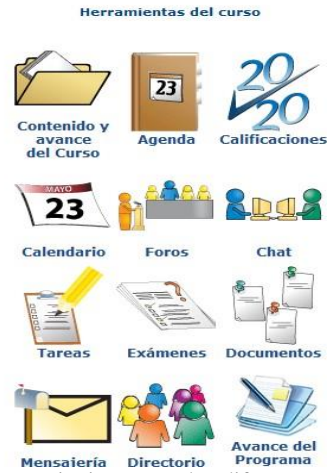 Herramientas del curso
23
20
20
Contenido y
avance
del Curso
Agenda
Calificaciones
MAYO
23
Calendario
Foros
Chat
Tareas
Exámenes
Documentos
Mensajería
Directorio
Avance del
Programa